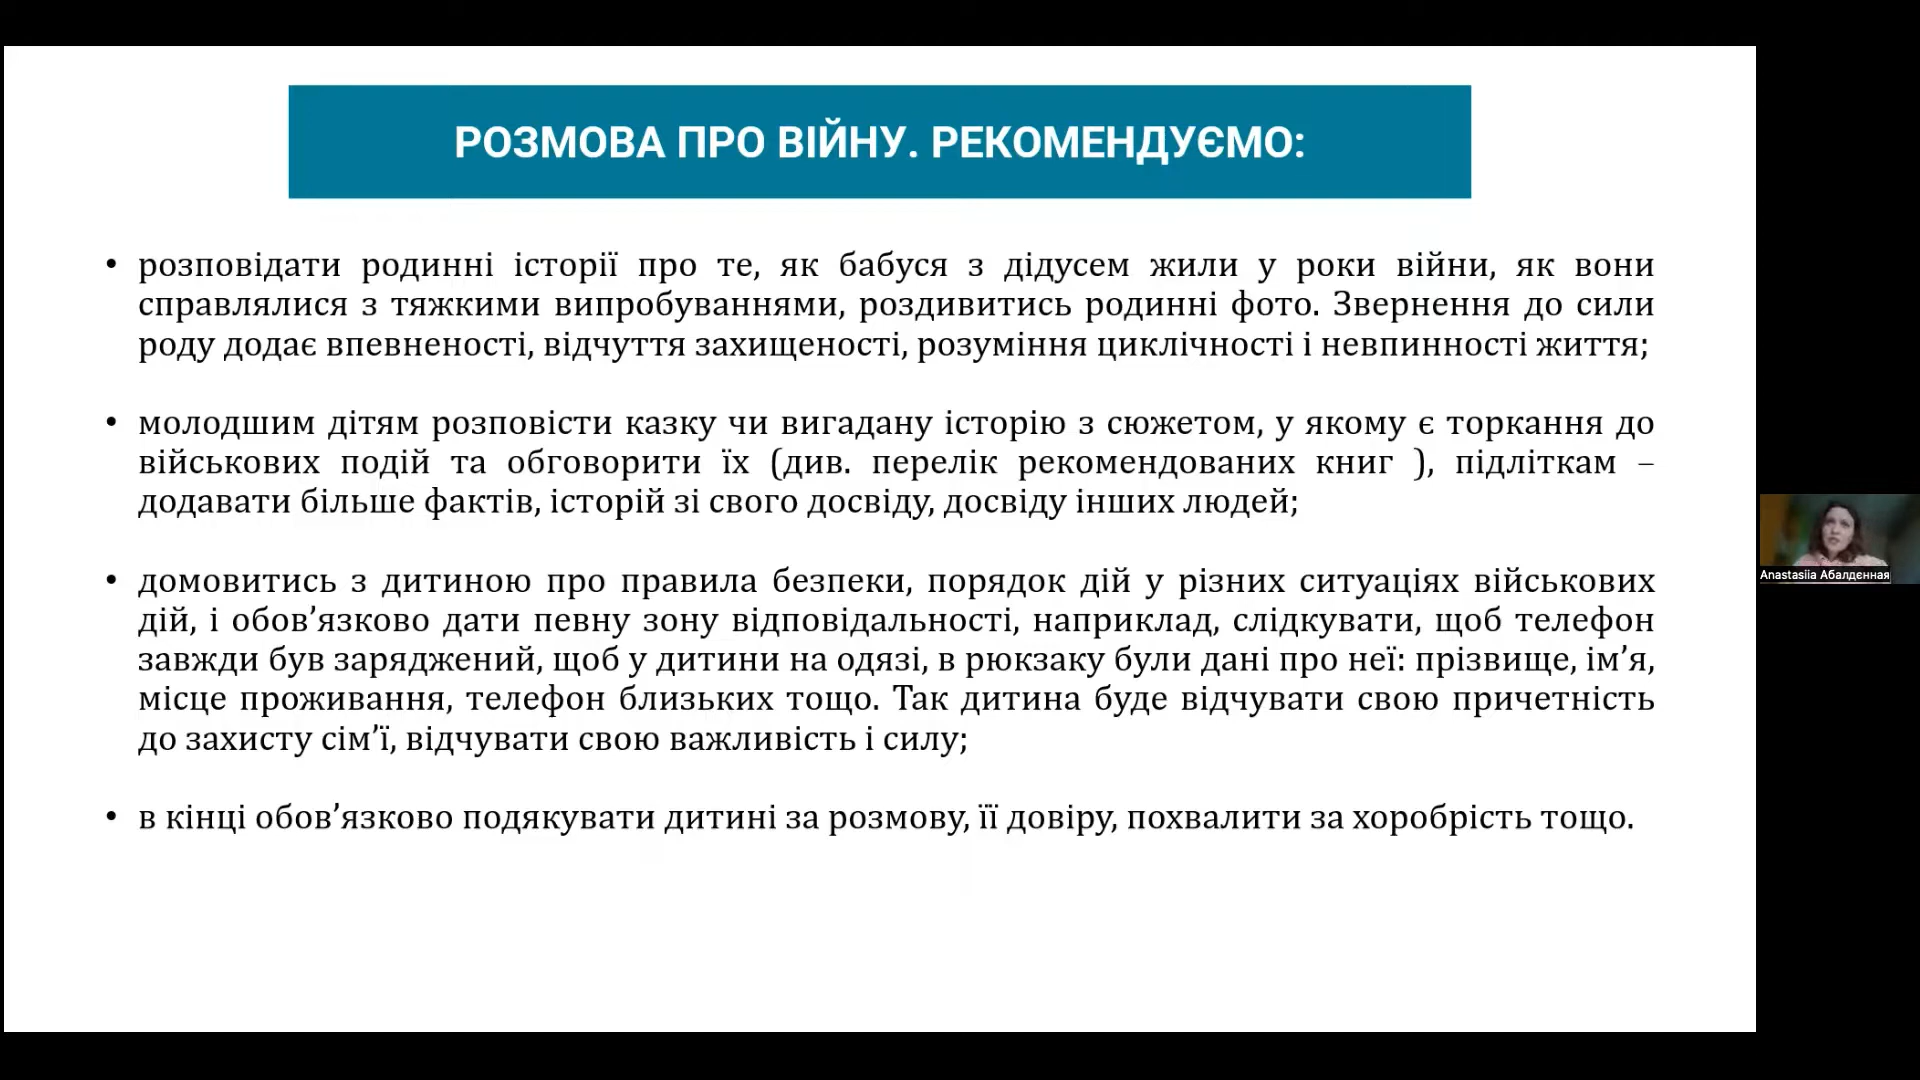 РОЗМОВА ПРО ВІЙНУ. РЕКОМЕНДУЄМО:
• розповідати родинні історії про те, як бабуся з дідусем жили у роки війни, як вони
справлялися з тяжкими випробуваннями, роздивитись родинні фото. Звернення до сили
роду додає впевненості, відчуття захищеності, розуміння циклічності і невпинності життя;
• молодшим дітям розповісти казку чи вигадану історію з сюжетом, у якому є торкання до
військових подій та обговорити їх (див. перелік рекомендованих книг ), підліткам –
додавати більше фактів, історій зі свого досвіду, досвіду інших людей;
• домовитись з дитиною про правила безпеки, порядок дій у різних ситуаціях військових
дій, і обов’язково дати певну зону відповідальності, наприклад, слідкувати, щоб телефон
завжди був заряджений, щоб у дитини на одязі, в рюкзаку були дані про неї: прізвище, ім’я,
місце проживання, телефон близьких тощо. Так дитина буде відчувати свою причетність
до захисту сім’ї, відчувати свою важливість і силу;
• в кінці обов’язково подякувати дитині за розмову, її довіру, похвалити за хоробрість тощо.
Anastasiia Абалдєнная